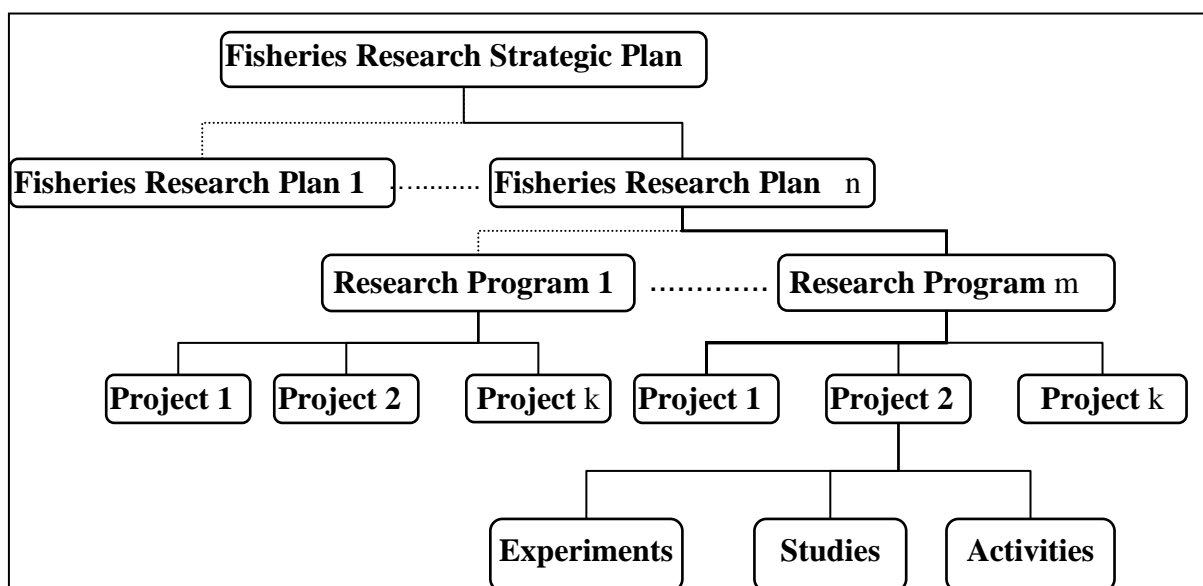 Fisheries Research Strategic Plan
Fisheries Research Plan 1 ............ Fisheries Research Plan n
Research Program 1 ............. Research Program m
Project 1 Project 2 Project k Project 1 Project 2 Project k
Experiments Studies Activities